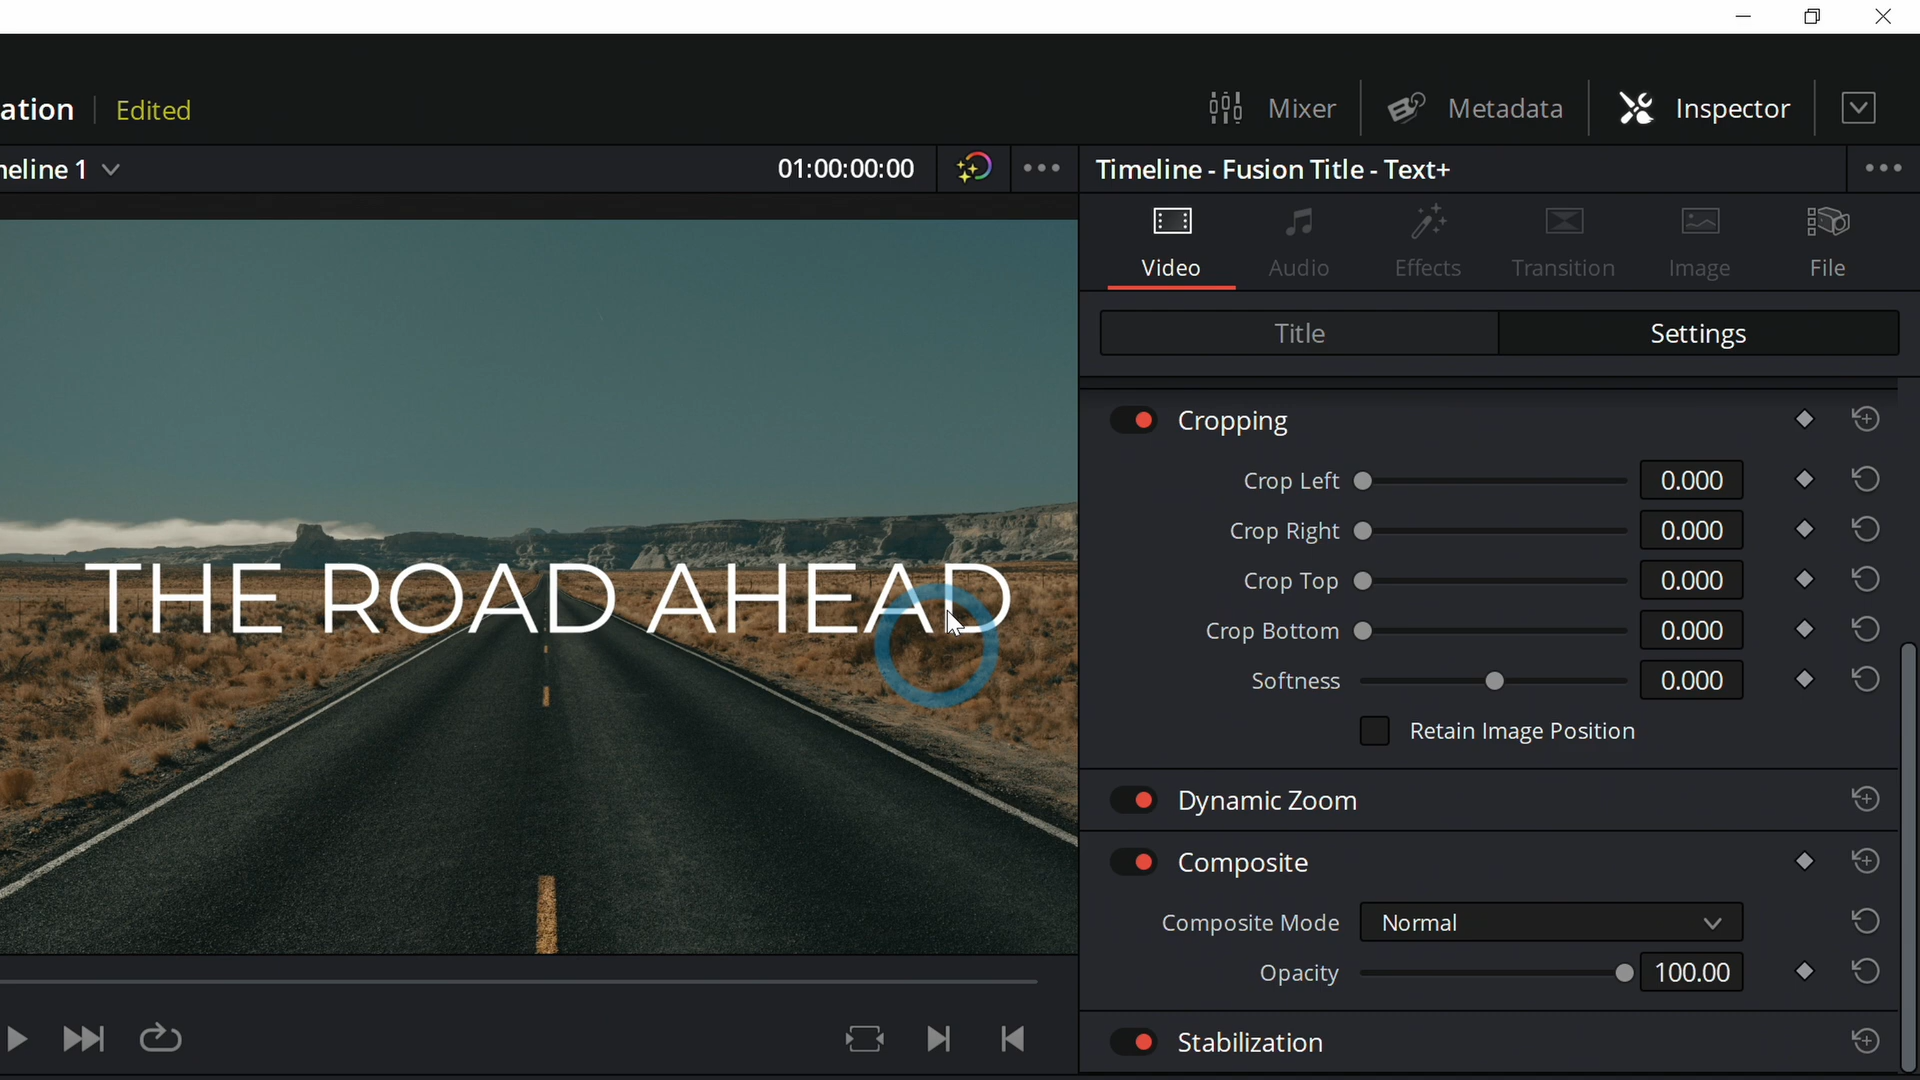 ation Edited Mixer Metadata Inspector
neline 1 01:00:00:00 Timeline - Fusion Title - Text+
Video Audio Effects Transition Image File
Title Settings
Cropping
Crop Left 0.000
Crop Right 0.000
Crop Top 0.000
Crop Bottom 0.000
Softness 0.000
Retain Image Position
THE ROAD AHEAD
Dynamic Zoom
Composite
Composite Mode Normal
Opacity 100.00
Stabilization